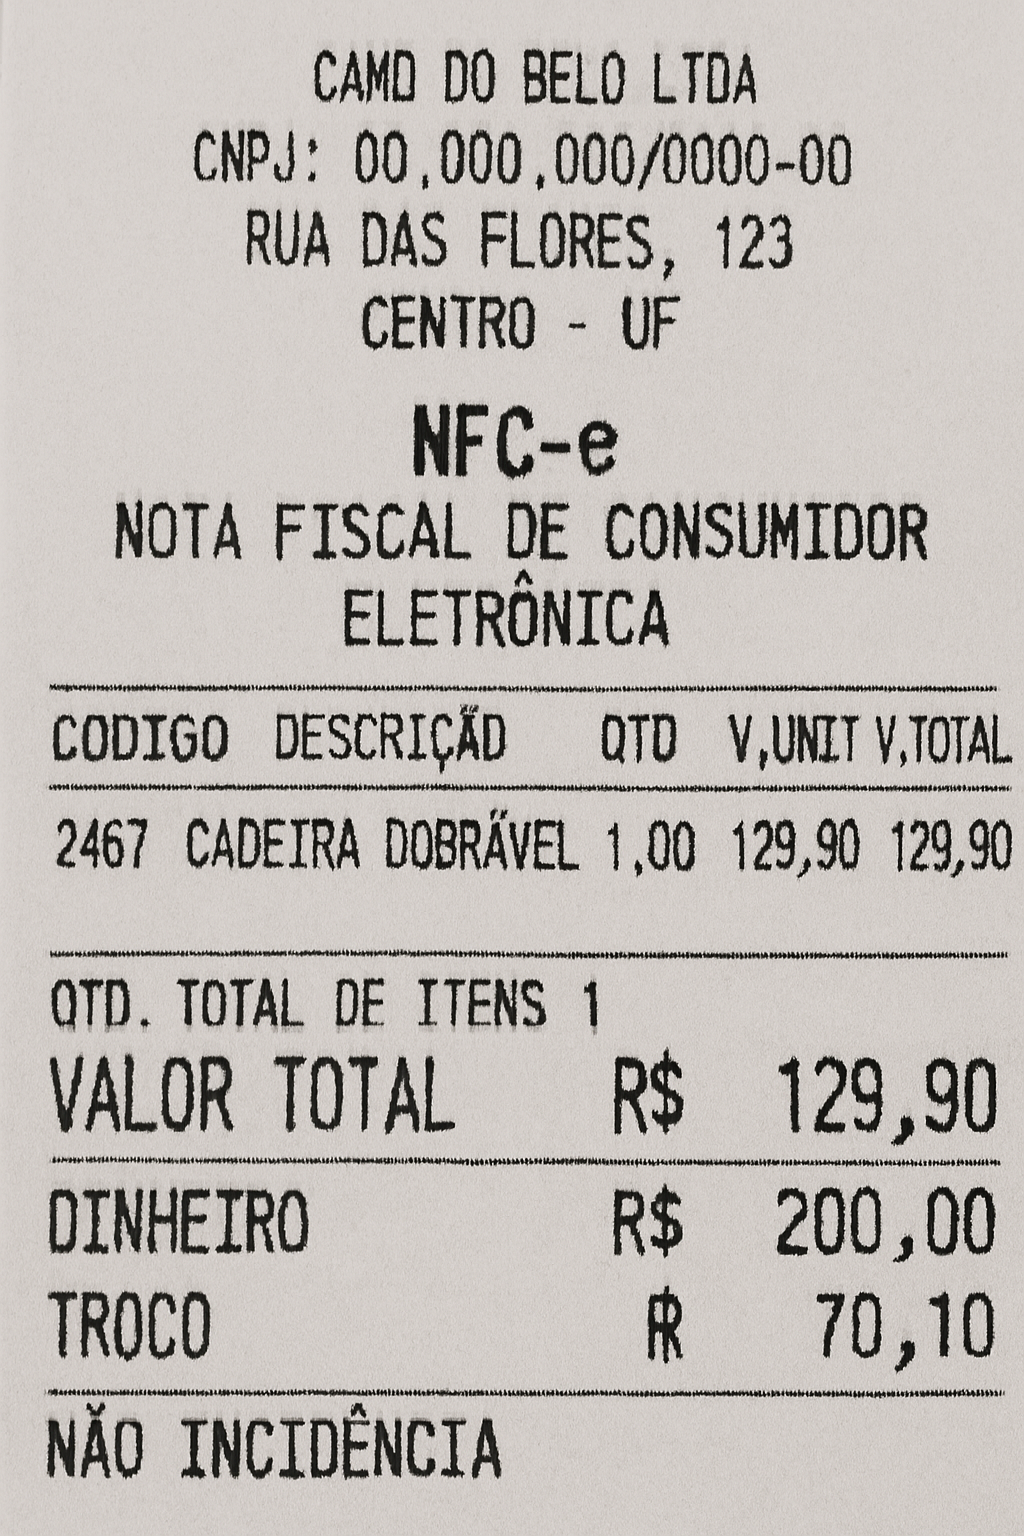 CAMO DO BELO LTDA
CNPJ: 00.000.000/0000-00
RUA DAS FLORES, 123
CENTRO - UF
NFC-e
NOTA FISCAL DE CONSUMIDOR
ELETRÔNICA
CODIGO DESCRIÇÃO QTD V,UNIT V,TOTAL
2467 CADEIRA DOBRÁVEL 1,00 129,90 129,90
QTD. TOTAL DE ITENS 1
VALOR TOTAL R$ 129,90
DINHEIRO R$ 200,00
TROCO R 70,10
NÃO INCIDÊNCIA